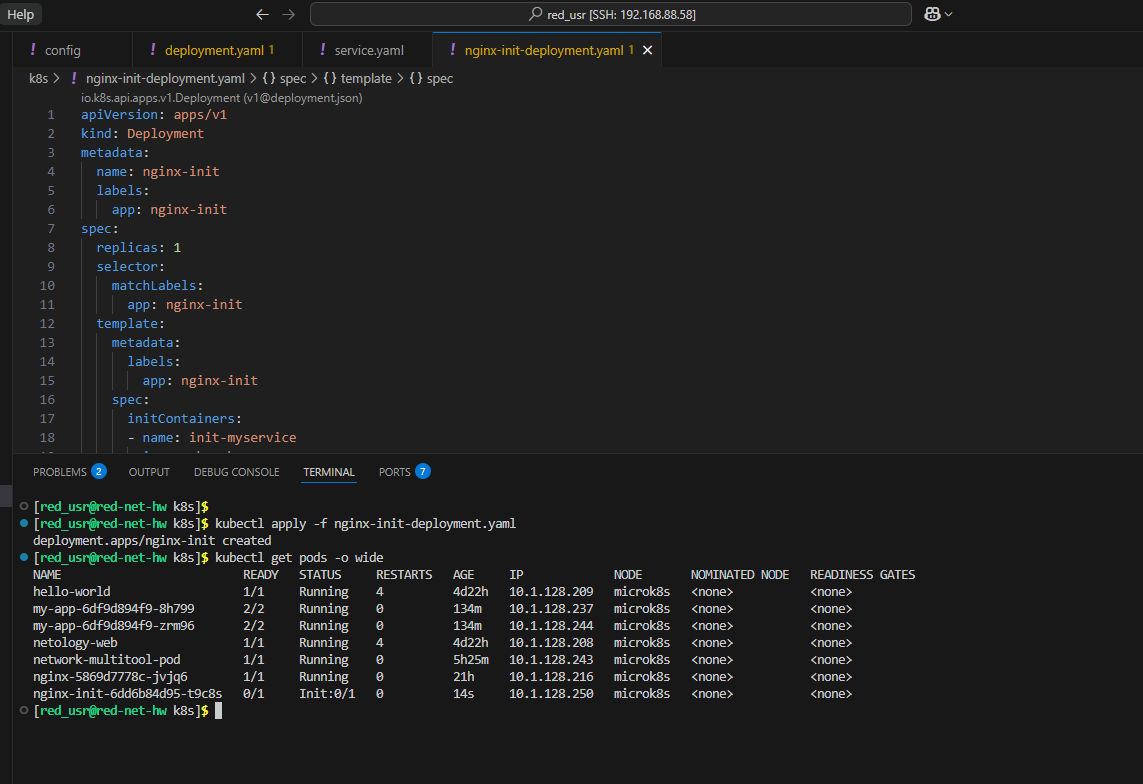 Help
red_usr [SSH: 192.168.88.58]
! config
! deployment.yaml 1
! service.yaml
! nginx-init-deployment.yaml 1
k8s > ! nginx-init-deployment.yaml > {} spec > {} template > {} spec
io.k8s.api.apps.v1.Deployment (v1@deployment.json)
1 apiVersion: apps/v1
2 kind: Deployment
3 metadata:
4 name: nginx-init
5 labels:
6 app: nginx-init
7 spec:
8 replicas: 1
9 selector:
10 matchLabels:
11 app: nginx-init
12 template:
13 metadata:
14 labels:
15 app: nginx-init
16 spec:
17 initContainers:
18 - name: init-myservice
PROBLEMS 2 OUTPUT DEBUG CONSOLE TERMINAL PORTS 7
[red_usr@red-net-hw k8s]$
[red_usr@red-net-hw k8s]$ kubectl apply -f nginx-init-deployment.yaml
deployment.apps/nginx-init created
[red_usr@red-net-hw k8s]$ kubectl get pods -o wide
NAME READY STATUS RESTARTS AGE IP NODE NOMINATED NODE READINESS GATES
hello-world 1/1 Running 4 4d22h 10.1.128.209 microk8s <none> <none>
my-app-6df9d894f9-8h799 2/2 Running 0 134m 10.1.128.237 microk8s <none> <none>
my-app-6df9d894f9-zrm96 2/2 Running 0 134m 10.1.128.244 microk8s <none> <none>
netology-web 1/1 Running 4 4d22h 10.1.128.208 microk8s <none> <none>
network-multitool-pod 1/1 Running 0 5h25m 10.1.128.243 microk8s <none> <none>
nginx-5869d7778c-jvjq6 1/1 Running 0 21h 10.1.128.216 microk8s <none> <none>
nginx-init-6dd6b84d95-t9c8s 0/1 Init:0/1 0 14s 10.1.128.250 microk8s <none> <none>
[red_usr@red-net-hw k8s]$